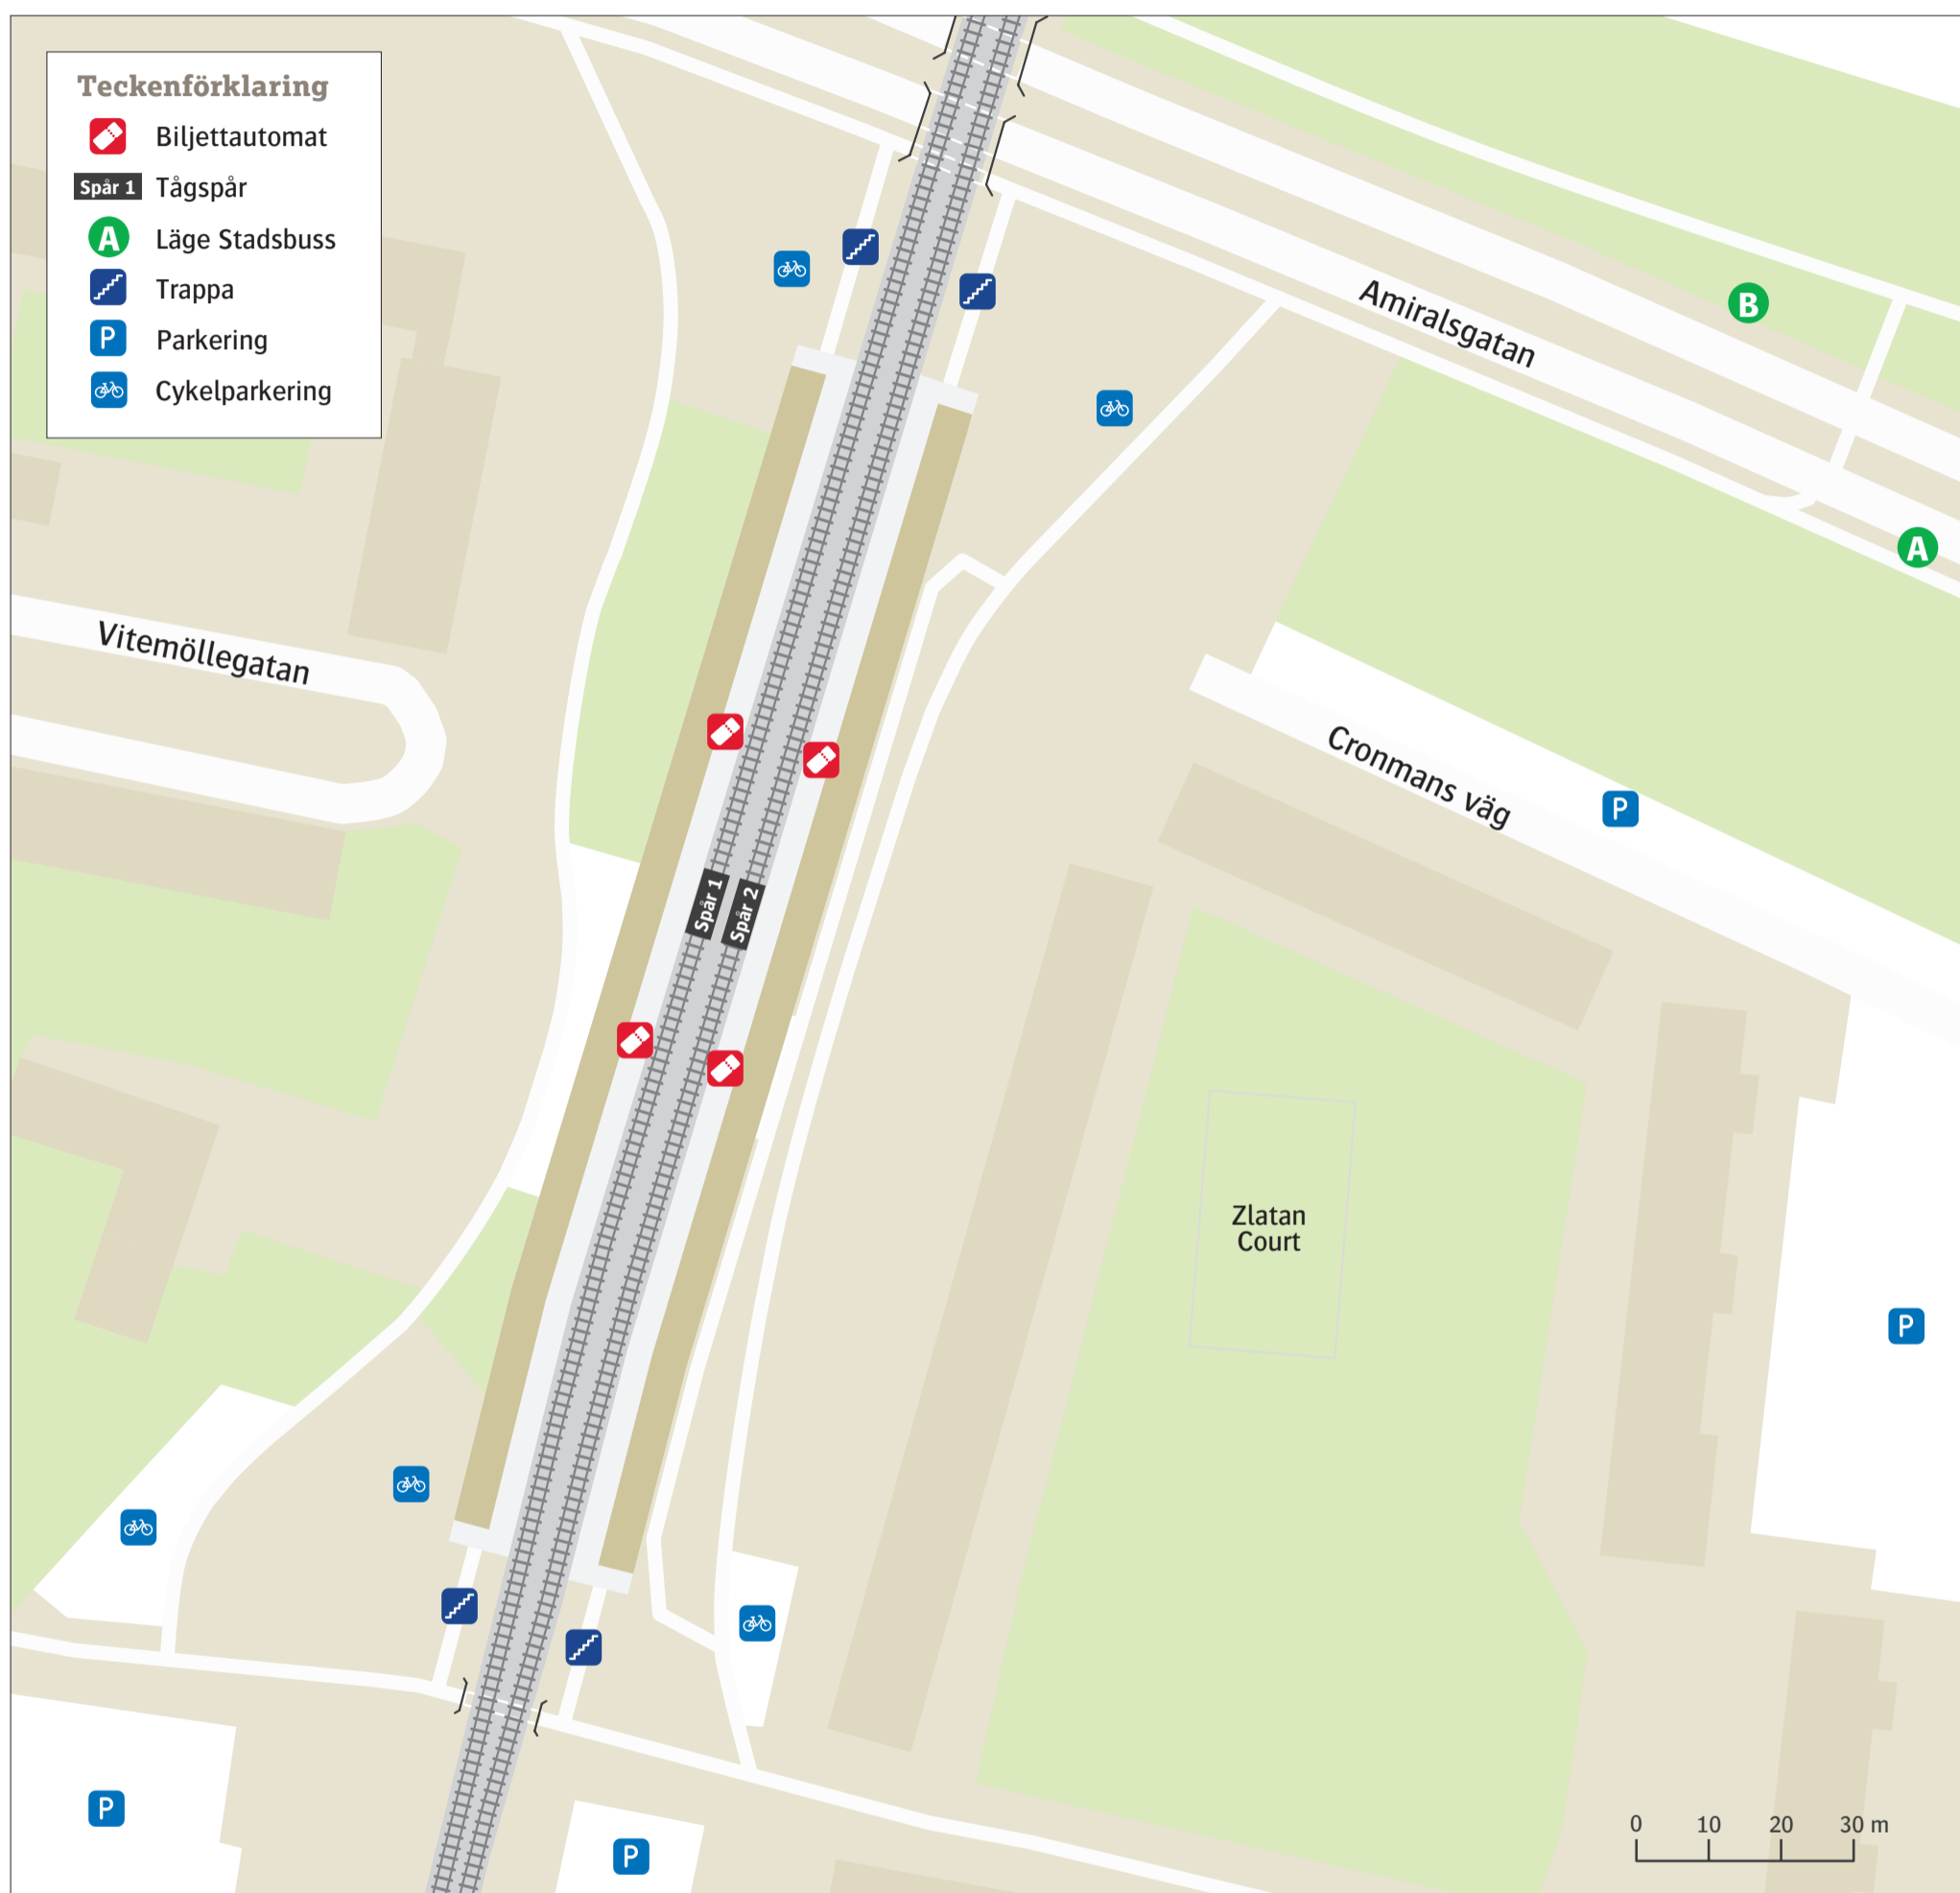 Teckenförklaring
Biljettautomat
Spår 1 Tågspår
A Läge Stadsbuss
Trappa
P Parkering
Cykelparkering
Amiralsgatan
B
A
Vitemöllegatan
Cronmans väg
P
Spår 1
Spår 2
Zlatan
Court
P
P
P
0 10 20 30 m